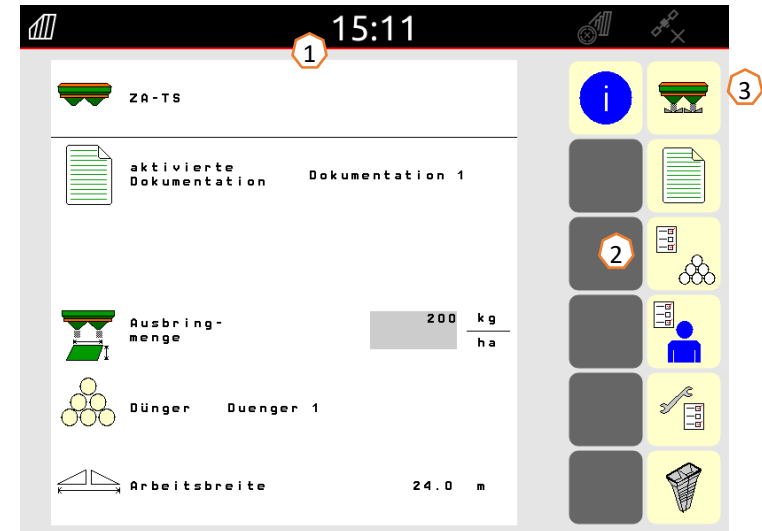 15:11
1
ZA-TS
3
aktivierte
Dokumentation Dokumentation 1
2
Ausbring-
menge 200 kg
ha
Dünger Duenger 1
Arbeitsbreite 24.0 m
i